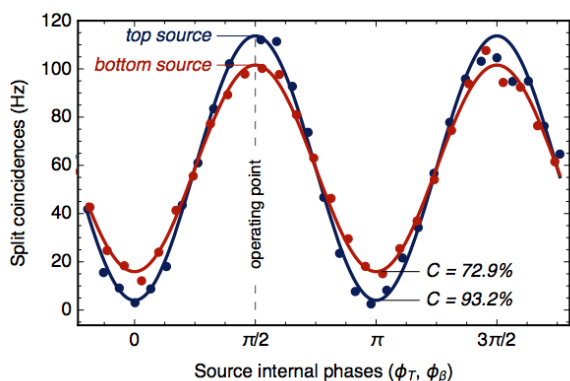 120
100
80
60
40
20
0
Split coincidences (Hz)
top source
bottom source
operating point
C = 72.9%
C = 93.2%
0
π/2
π
3π/2
Source internal phases (ϕT, ϕβ)